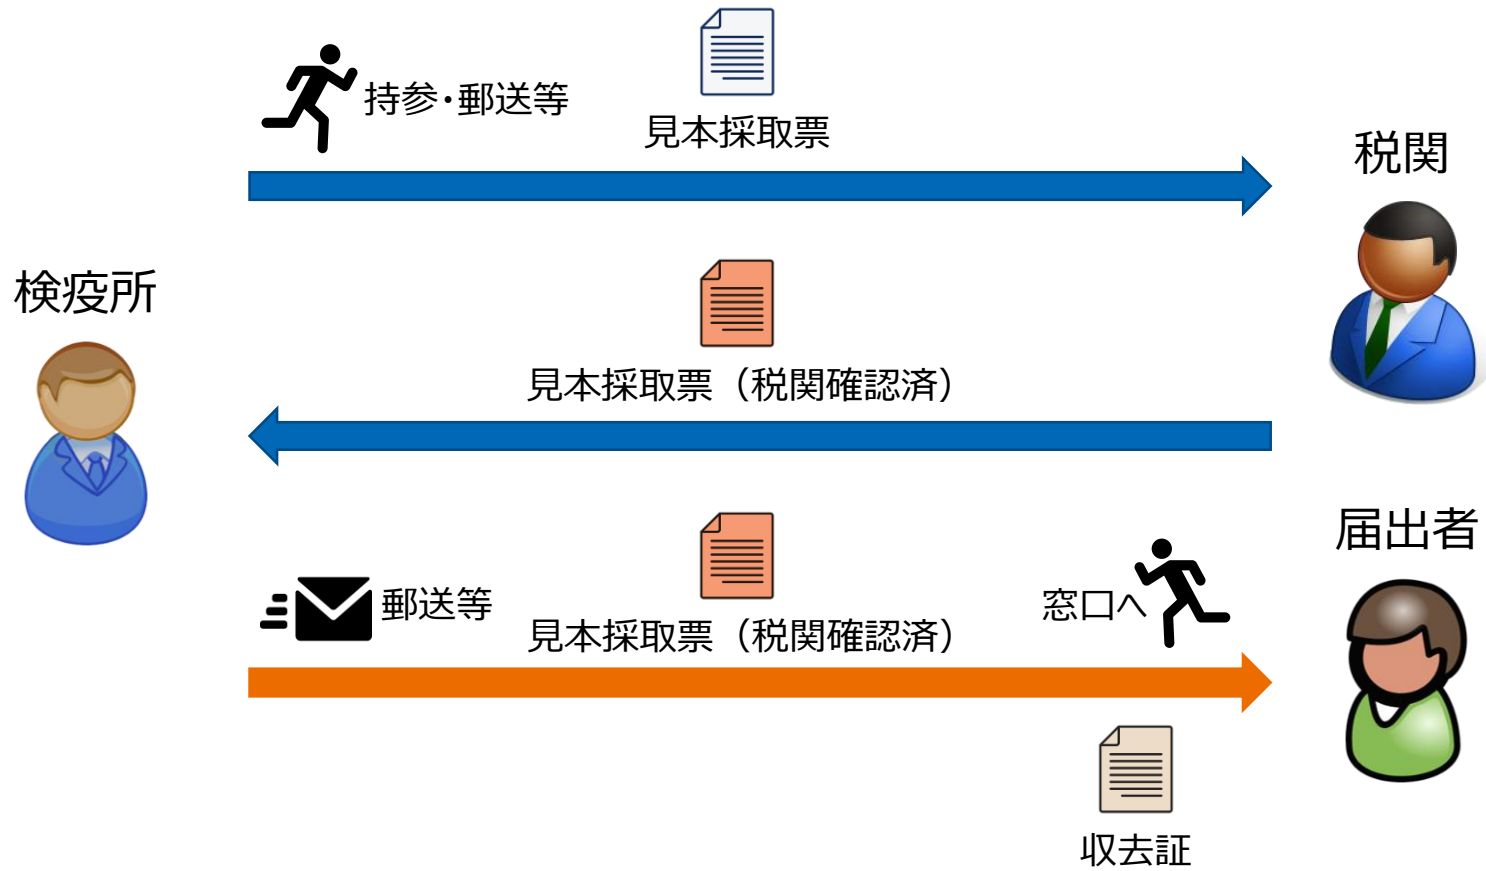 持参・郵送等
見本採取票
税関
検疫所
見本採取票（税関確認済）
届出者
郵送等
見本採取票（税関確認済）
窓口へ
収去証